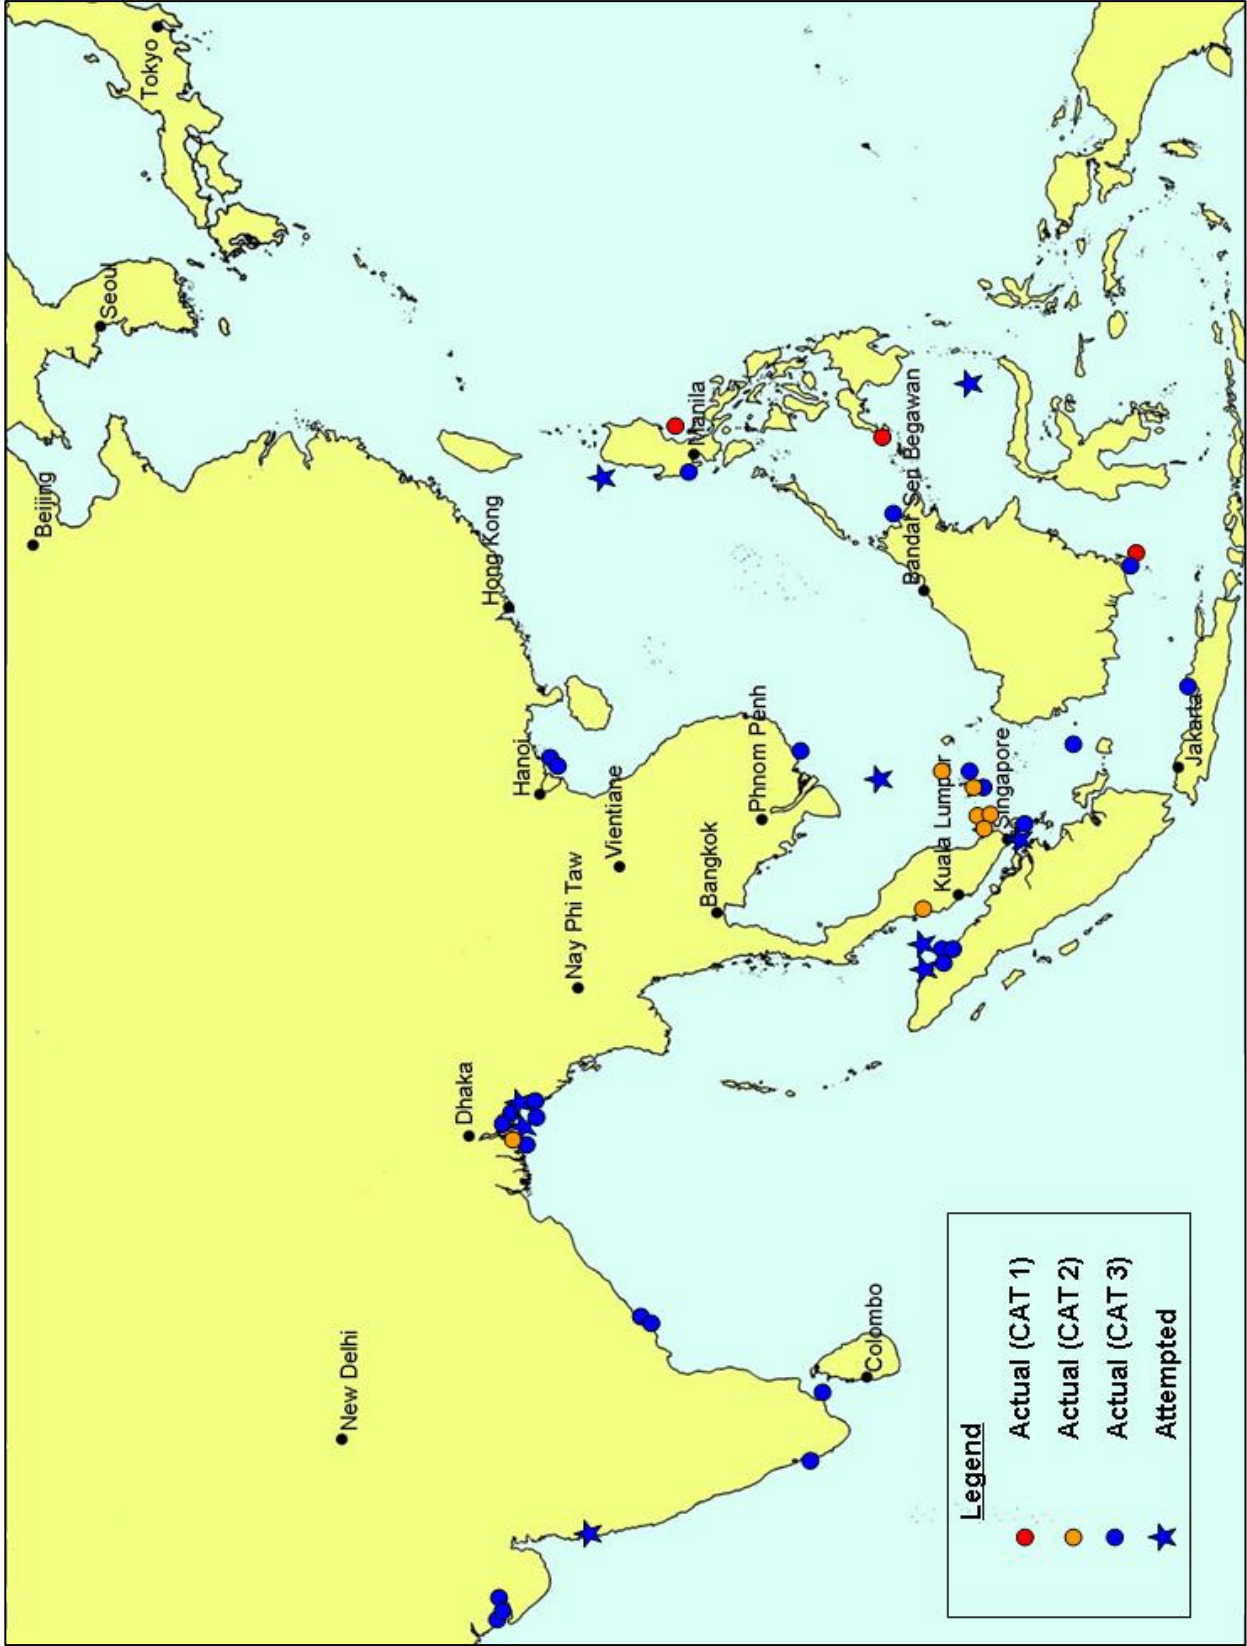 Tokyo
Seoul
Beijing
Manila
Hong Kong
Bandar Seri Begawan
Hanoi
Vientiane
Phnom Penh
Kuala Lumpur
Singapore
Jakarta
Bangkok
Nay Phi Taw
Dhaka
New Delhi
Colombo
Legend
Actual (CAT 1)
Actual (CAT 2)
Actual (CAT 3)
Attempted